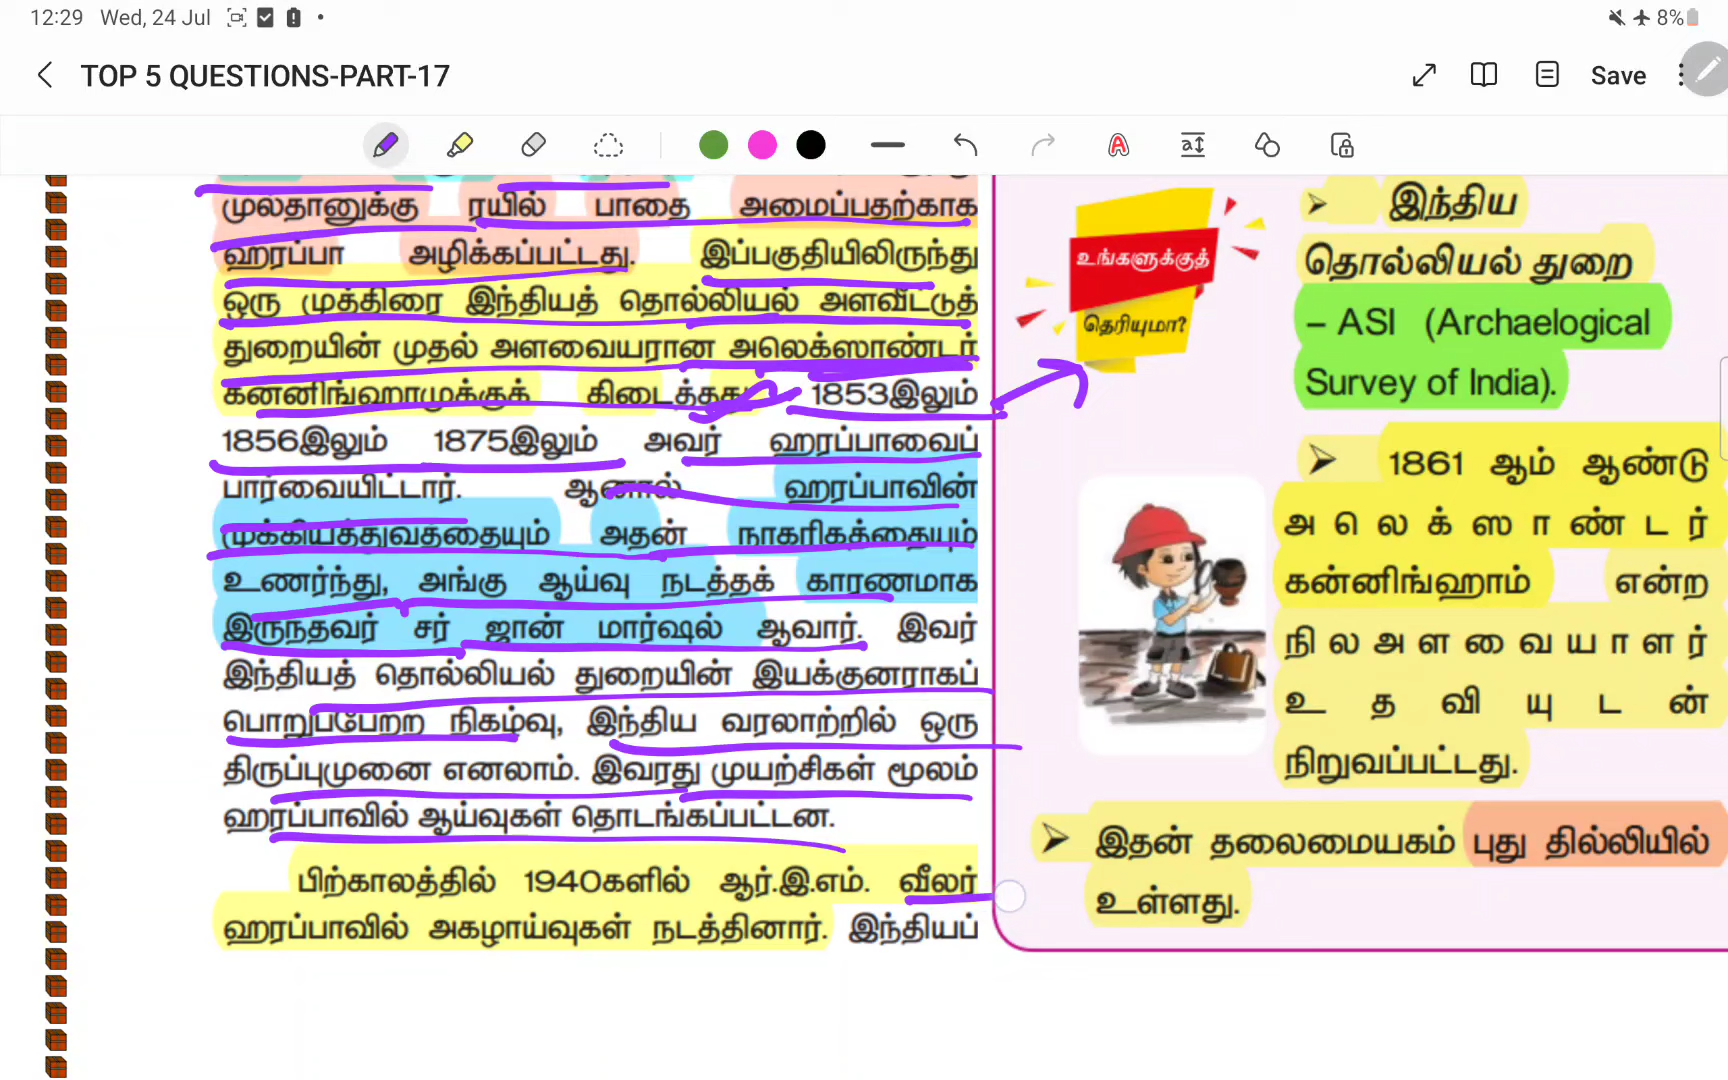 12:29 Wed, 24 Jul
8%
TOP 5 QUESTIONS-PART-17
Save
முல்தானுக்கு ரயில் பாதை அமைப்பதற்காக
ஹரப்பா அழிக்கப்பட்டது. இப்பகுதியிலிருந்து
ஒரு முத்திரை இந்தியத் தொல்லியல் அளவீட்டுத்
துறையின் முதல் அளவையரான அலெக்ஸாண்டர்
கன்னிங்ஹாமுக்குக் கிடைத்தது. 1853இலும்
1856இலும் 1875இலும் அவர் ஹரப்பாவைப்
பார்வையிட்டார். ஆனால் ஹரப்பாவின்
முக்கியத்துவத்தையும் அதன் நாகரிகத்தையும்
உணர்ந்து, அங்கு ஆய்வு நடத்தக் காரணமாக
இருந்தவர் சர் ஜான் மார்ஷல் ஆவார். இவர்
இந்தியத் தொல்லியல் துறையின் இயக்குனராகப்
பொறுப்பேற்ற நிகழ்வு, இந்திய வரலாற்றில் ஒரு
திருப்புமுனை எனலாம். இவரது முயற்சிகள் மூலம்
ஹரப்பாவில் ஆய்வுகள் தொடங்கப்பட்டன.
பிற்காலத்தில் 1940களில் ஆர்.இ.எம். வீலர்
ஹரப்பாவில் அகழாய்வுகள் நடத்தினார். இந்தியப்
உங்களுக்குத்
தெரியுமா?
➢ இந்திய
தொல்லியல் துறை
– ASI (Archaelogical
Survey of India).
➢ 1861 ஆம் ஆண்டு
அலெக்ஸாண்டர்
கன்னிங்ஹாம் என்ற
நிலஅளவையாளர்
உதவியுடன்
நிறுவப்பட்டது.
➢ இதன் தலைமையகம் புது தில்லியில்
உள்ளது.